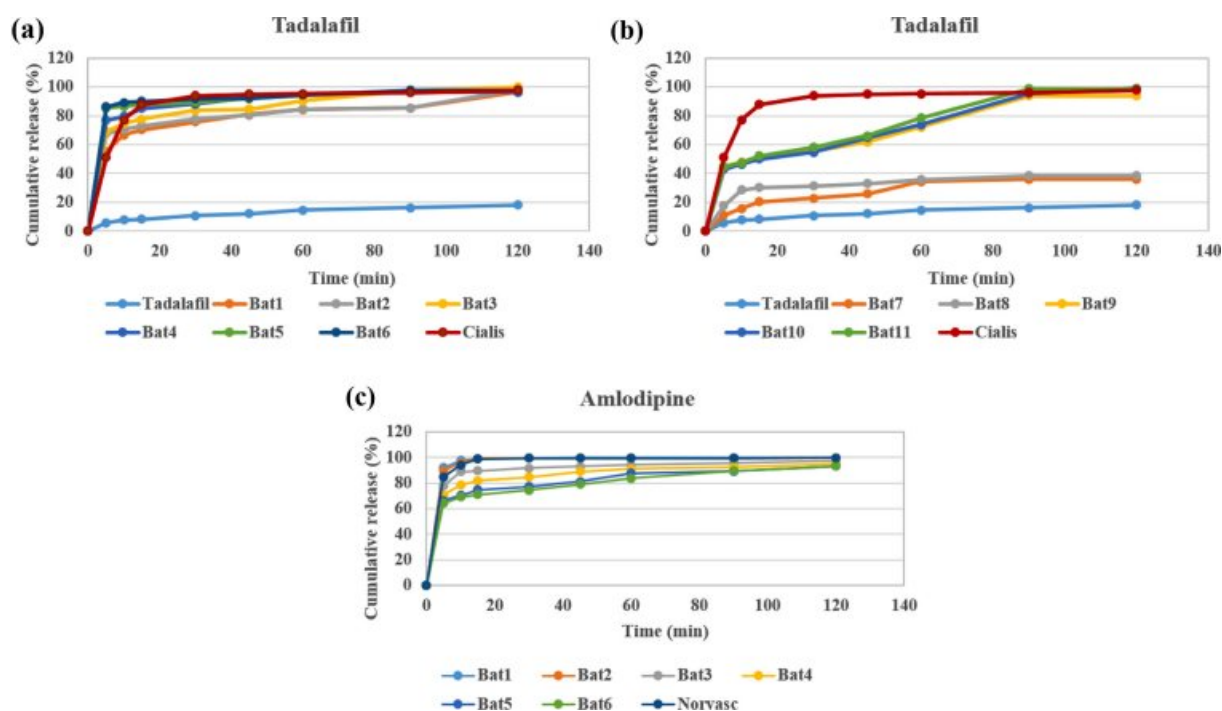 (a)
Tadalafil
120
100
80
60
40
20
0
Cumulative release (%)
0 20 40 60 80 100 120 140
Time (min)
Tadalafil Bat1 Bat2 Bat3
Bat4 Bat5 Bat6 Cialis
(b)
Tadalafil
120
100
80
60
40
20
0
Cumulative release (%)
0 20 40 60 80 100 120 140
Time (min)
Tadalafil Bat7 Bat8 Bat9
Bat10 Bat11 Cialis
(c)
Amlodipine
120
100
80
60
40
20
0
Cumulative release (%)
0 20 40 60 80 100 120 140
Time (min)
Bat1 Bat2 Bat3 Bat4
Bat5 Bat6 Norvasc